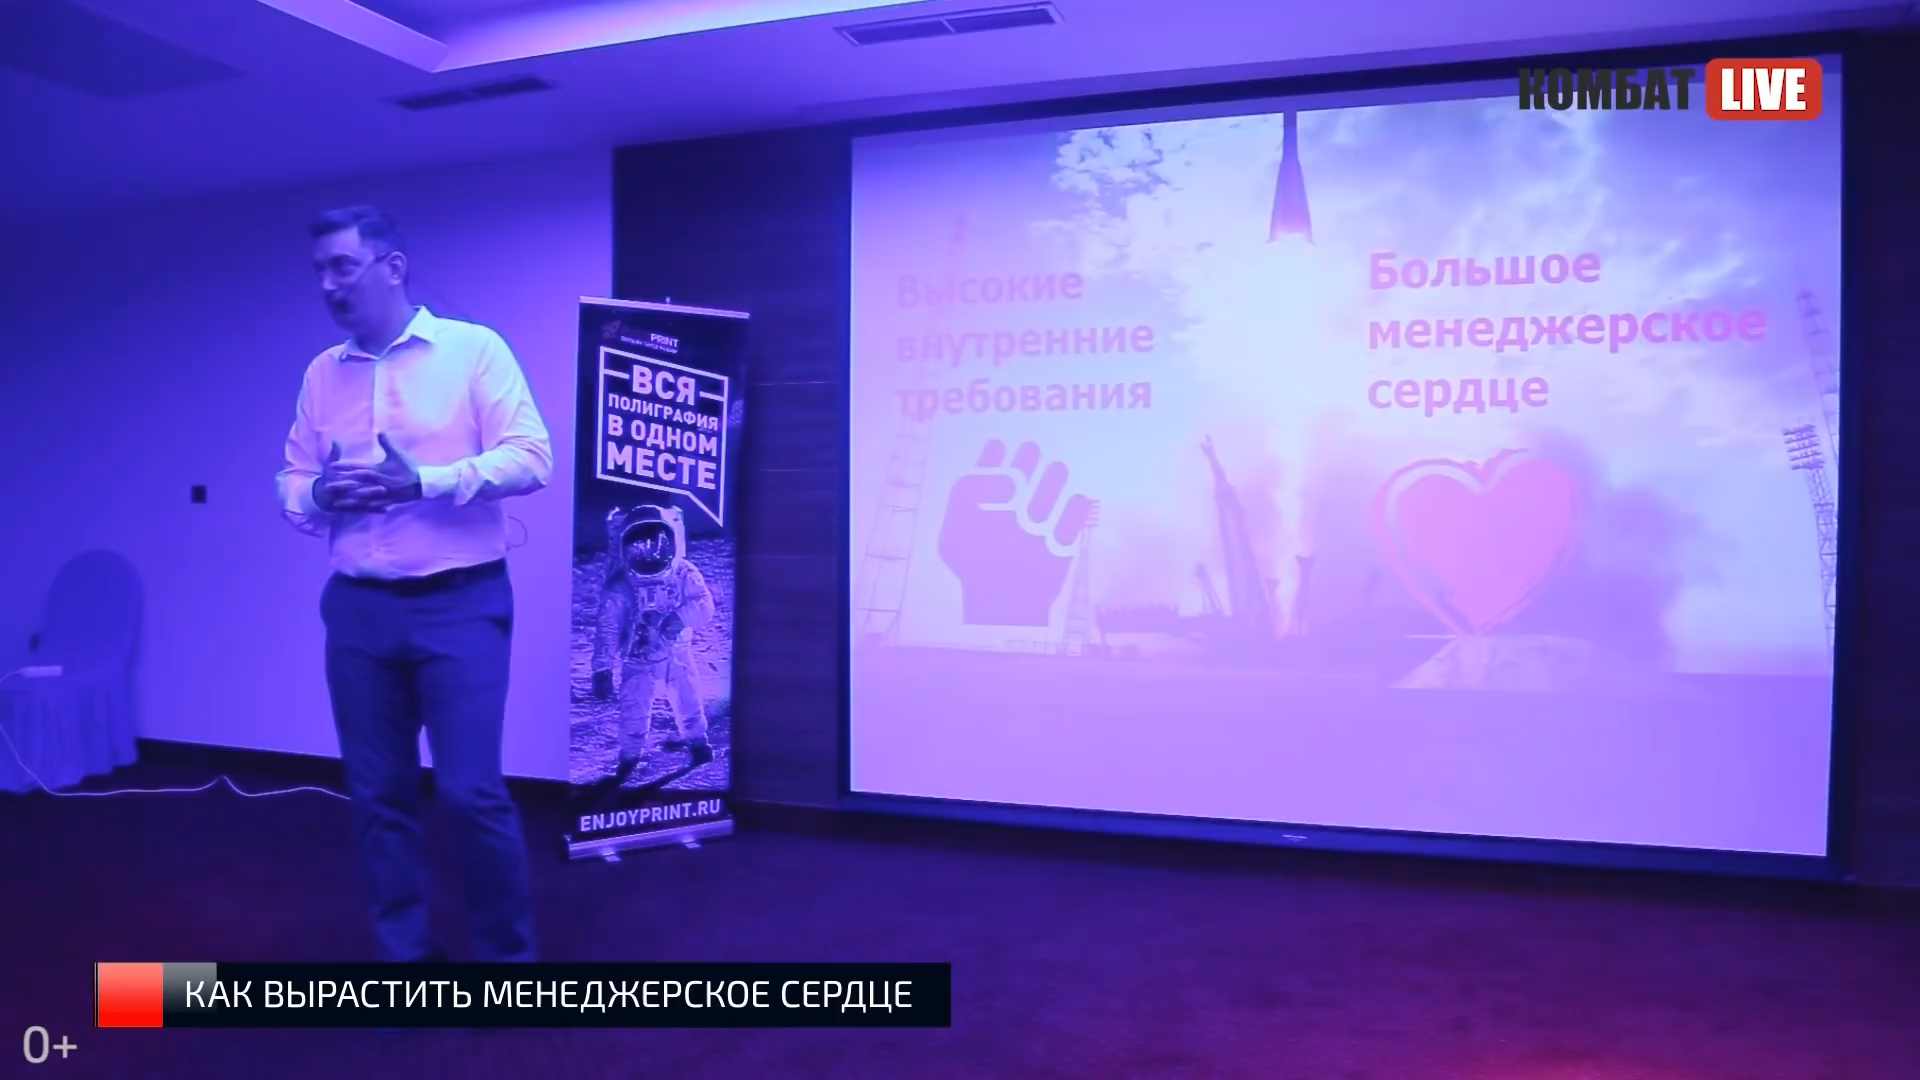 КОМБАТ LIVE
Высокие
внутренние
требования
Большое
менеджерское
сердце
PRINT
ВСЯ
ПОЛИГРАФИЯ
В ОДНОМ
МЕСТЕ
ENJOYPRINT.RU
КАК ВЫРАСТИТЬ МЕНЕДЖЕРСКОЕ СЕРДЦЕ
0+